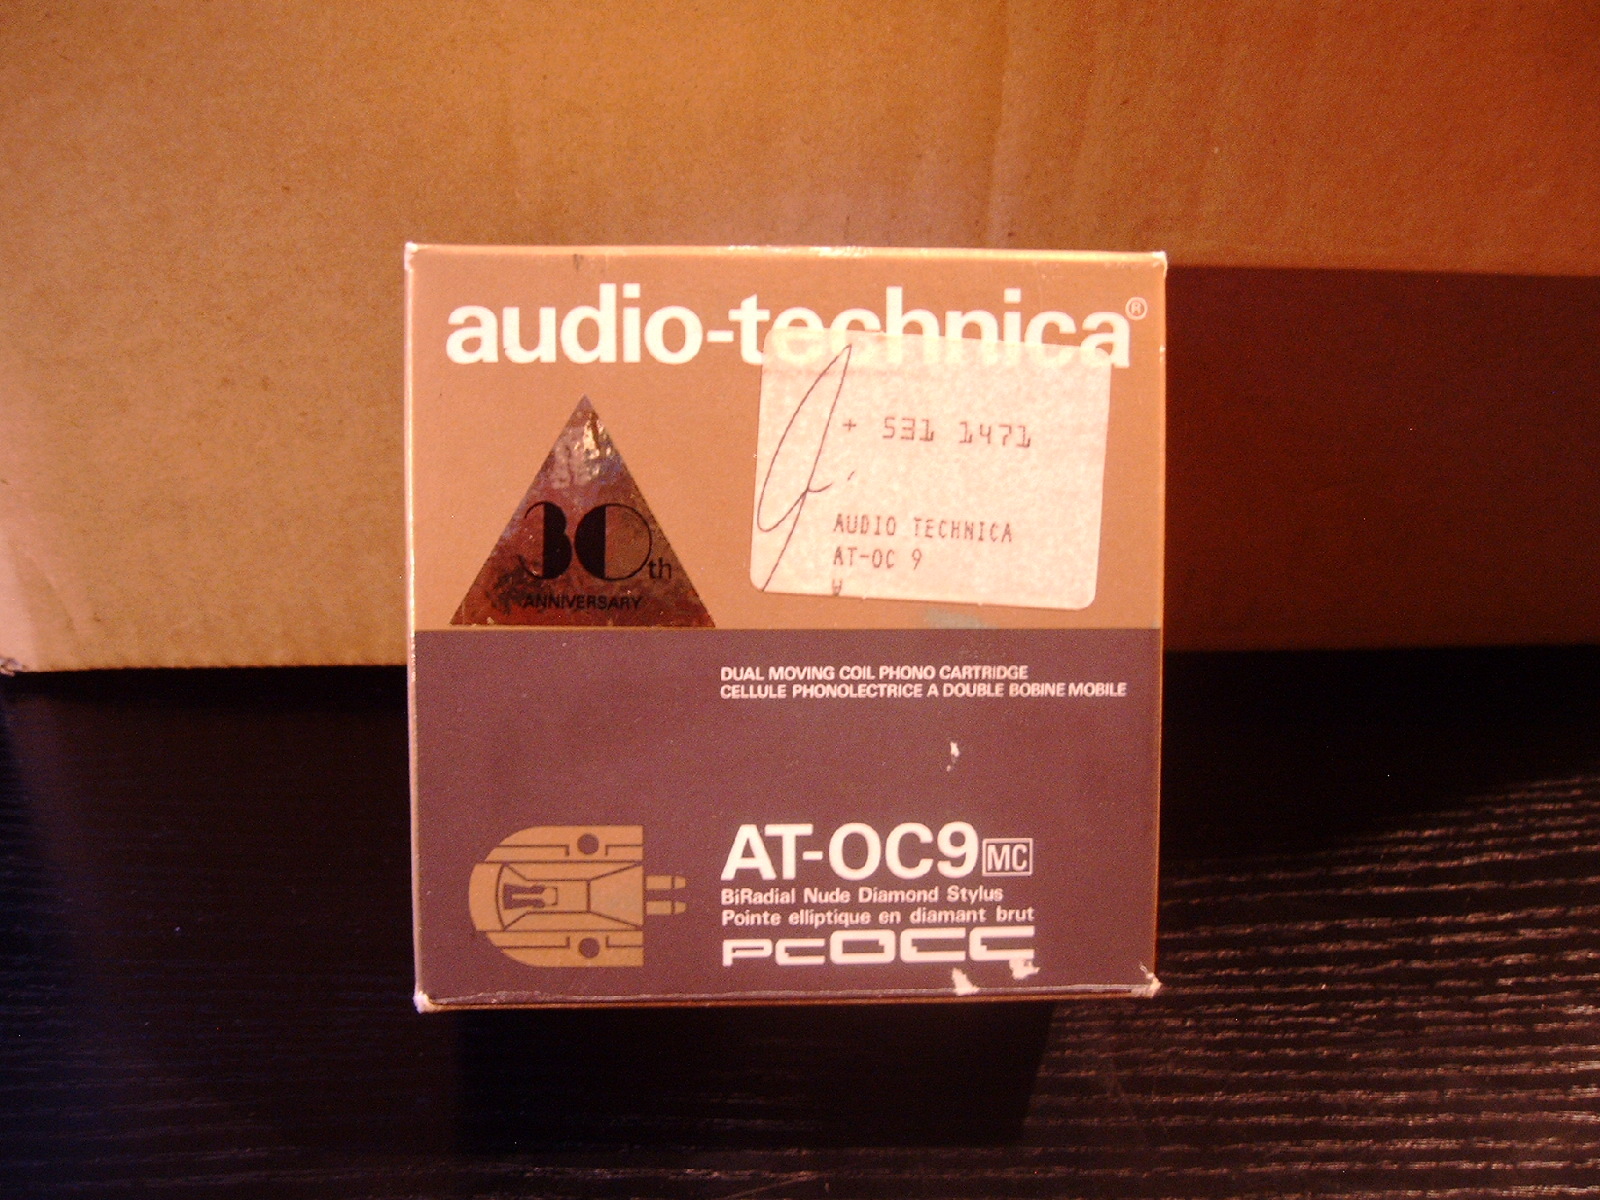 audio-technica®
+ 531 1471
AUDIO TECHNICA
AT-OC 9
W
30th
ANNIVERSARY
DUAL MOVING COIL PHONO CARTRIDGE
CELLULE PHONOLECTRICE A DOUBLE BOBINE MOBILE
AT-OC9 MC
BiRadial Nude Diamond Stylus
Pointe elliptique en diamant brut
PCOCC